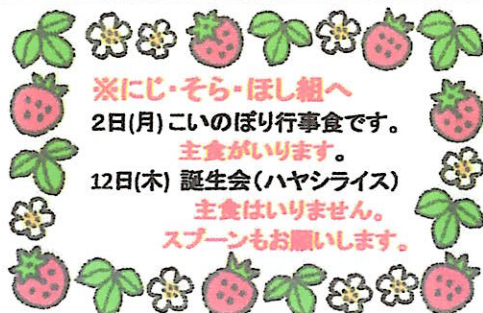 ※にじ・そら・ほし組へ
2日(月)こいのぼり行事食です。
主食がいります。
12日(木) 誕生会(ハヤシライス)
主食はいりません。
スプーンもお願いします。